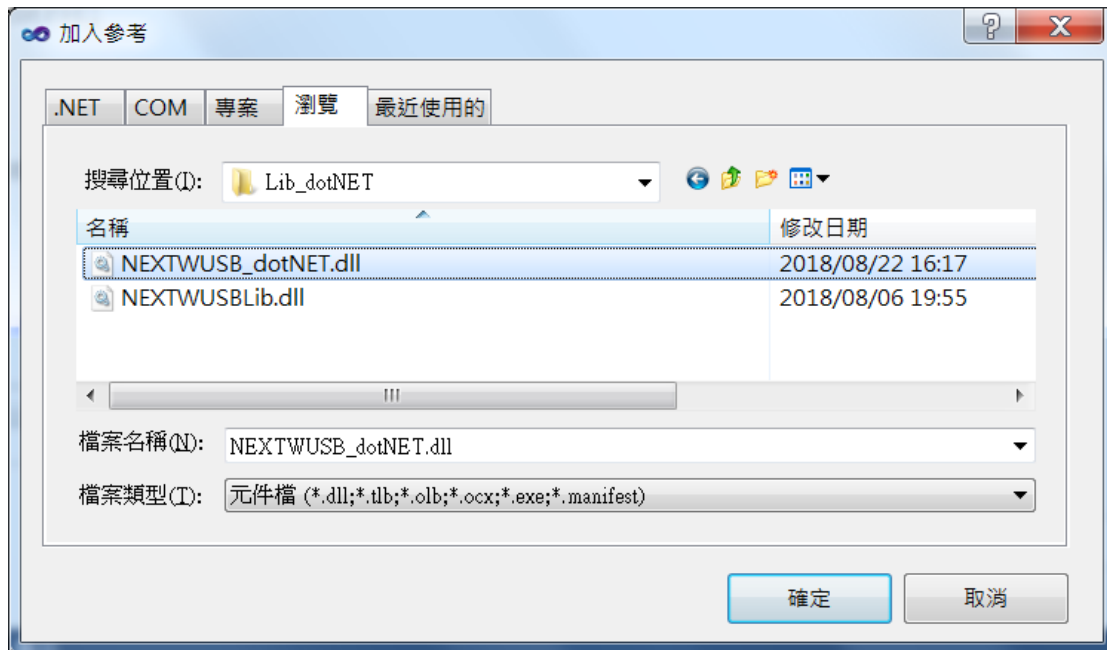 加入參考
.NET COM 專案 瀏覽 最近使用的
搜尋位置(I): Lib_dotNET
名稱 修改日期
NEXTWUSB_dotNET.dll 2018/08/22 16:17
NEXTWUSBLib.dll 2018/08/06 19:55
檔案名稱(N): NEXTWUSB_dotNET.dll
檔案類型(T): 元件檔 (*.dll;*.tlb;*.olb;*.ocx;*.exe;*.manifest)
確定 取消